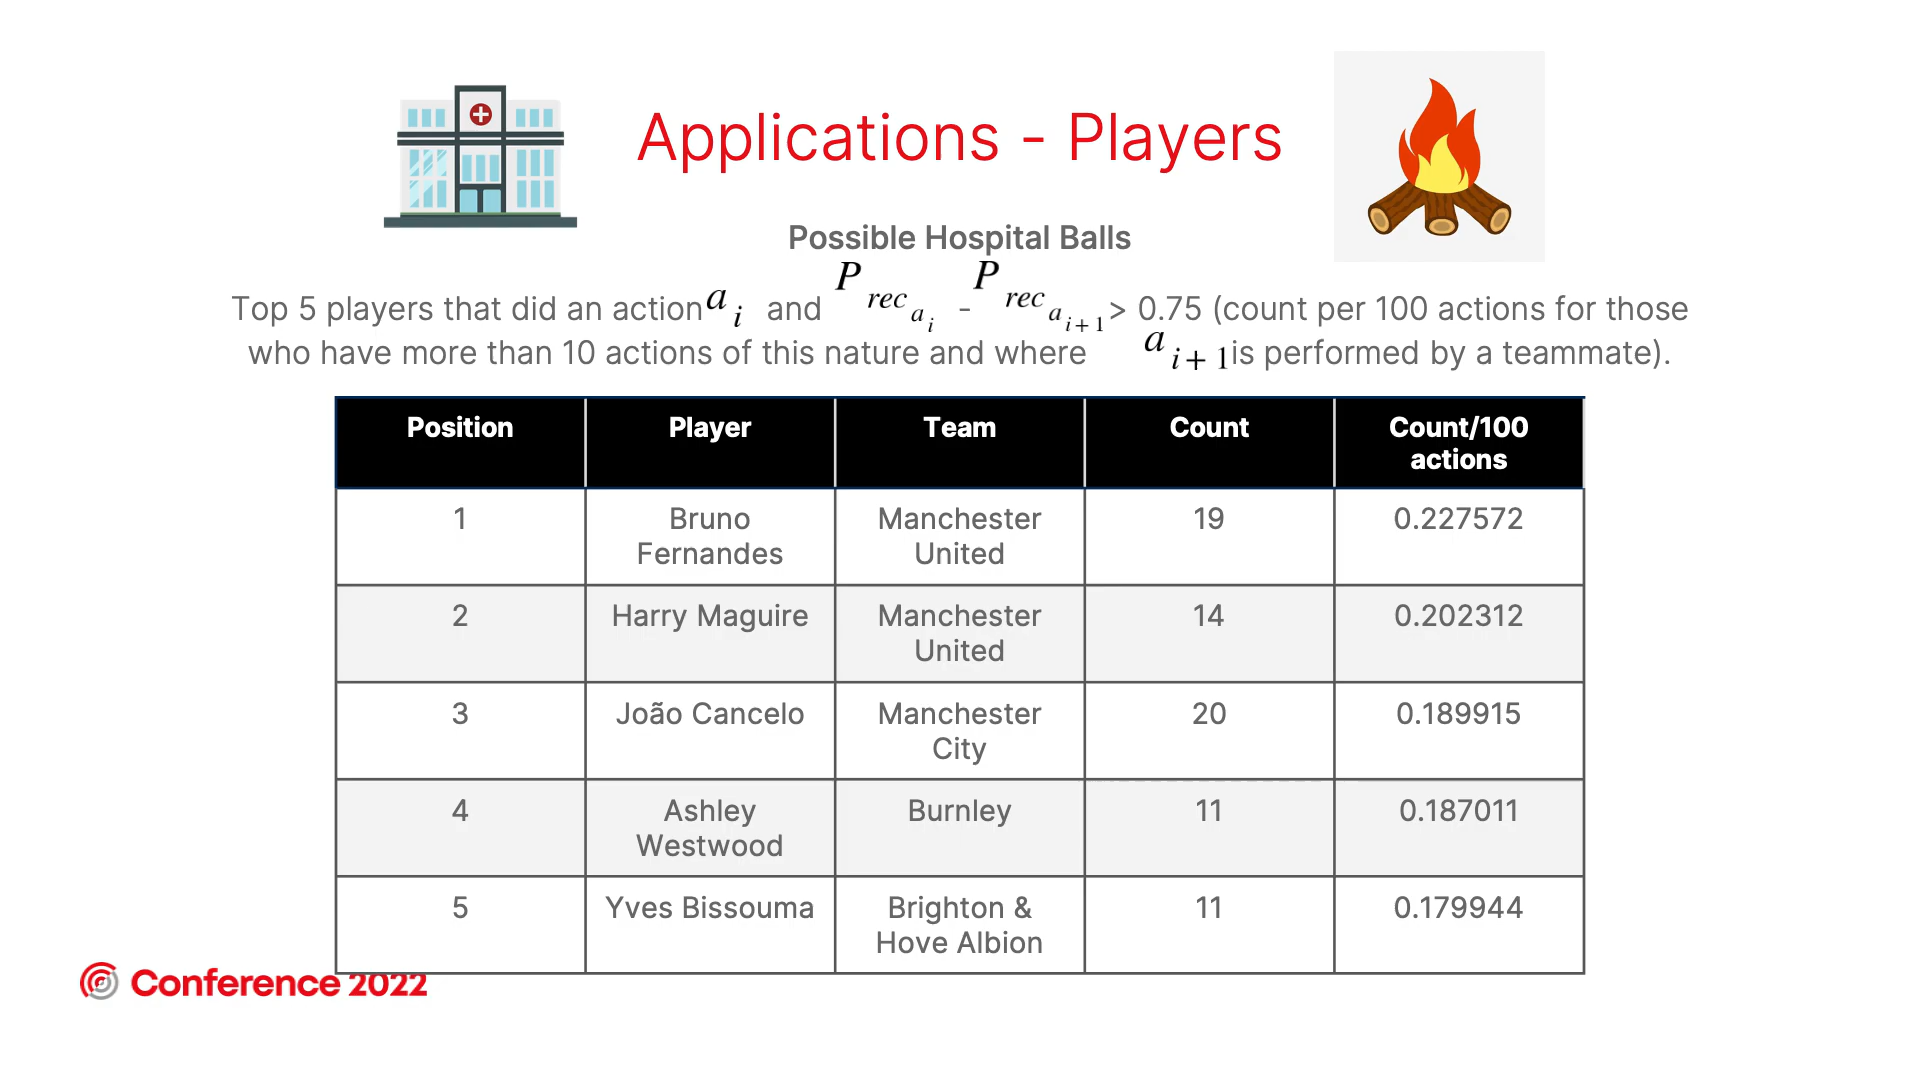 Applications - Players
Possible Hospital Balls
Top 5 players that did an action a i and P rec a i - P rec a i + 1 > 0.75 (count per 100 actions for those
who have more than 10 actions of this nature and where a i + 1 is performed by a teammate).
Position Player Team Count Count/100 actions
1 Bruno Fernandes Manchester United 19 0.227572
2 Harry Maguire Manchester United 14 0.202312
3 João Cancelo Manchester City 20 0.189915
4 Ashley Westwood Burnley 11 0.187011
5 Yves Bissouma Brighton & Hove Albion 11 0.179944
Conference 2022